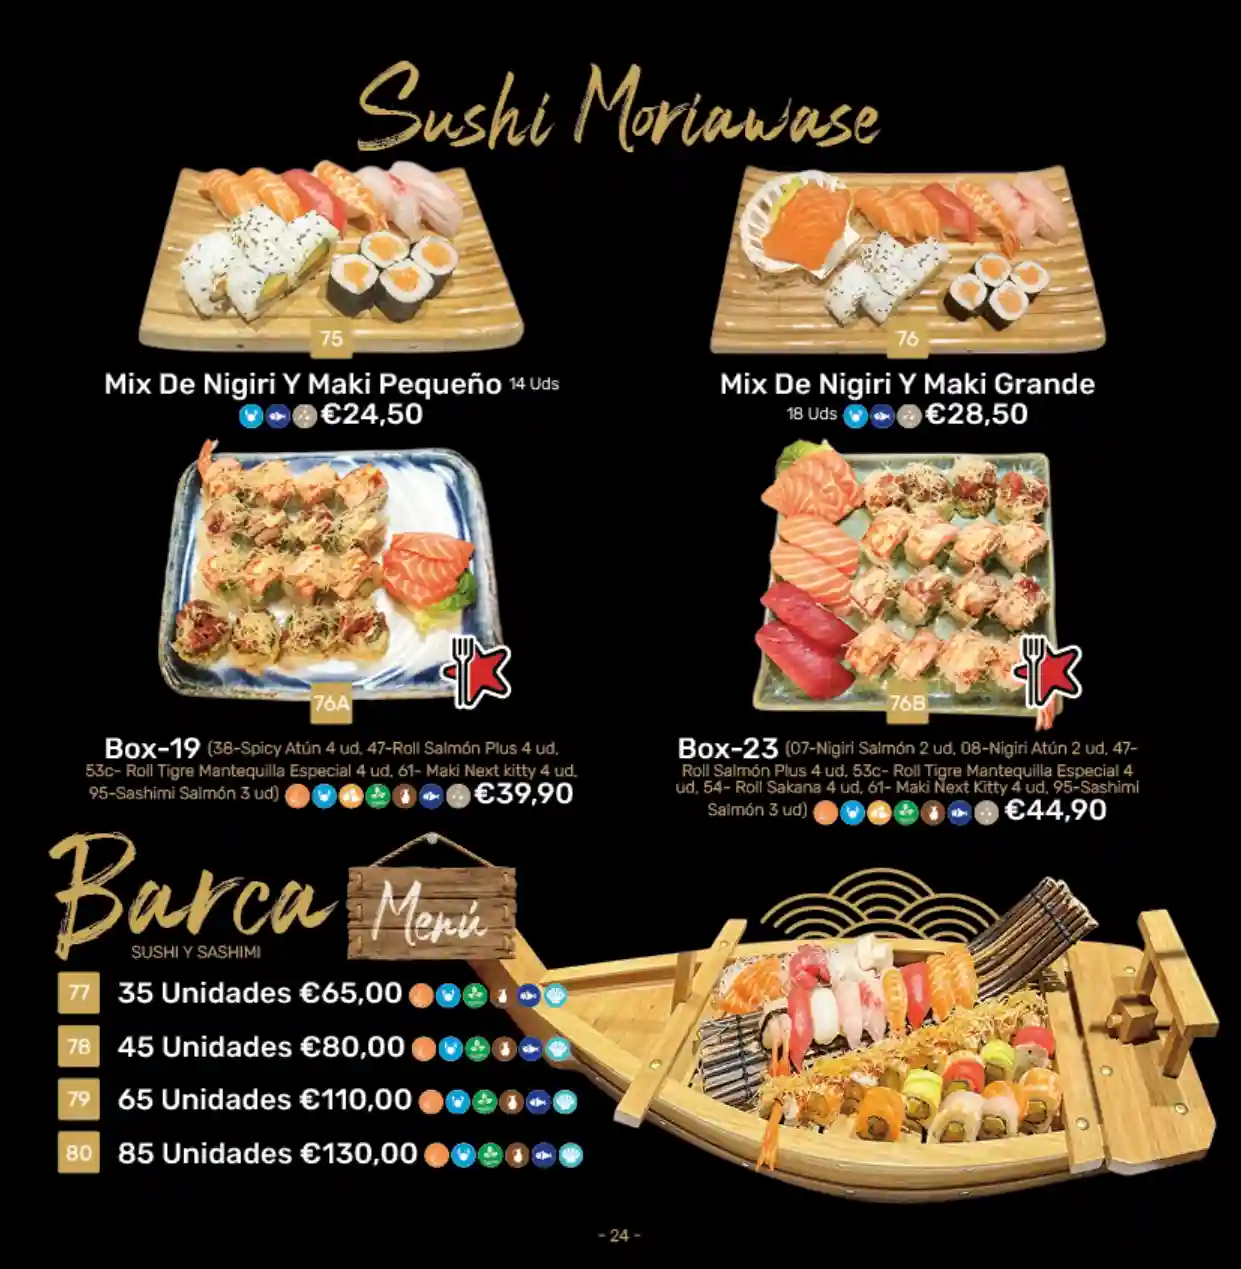 Sushi Moriawase
75
Mix De Nigiri Y Maki Pequeño 14 Uds
€24,50
76
Mix De Nigiri Y Maki Grande
18 Uds €28,50
76A
Box-19 (38-Spicy Atún 4 ud, 47-Roll Salmón Plus 4 ud,
53c- Roll Tigre Mantequilla Especial 4 ud, 61- Maki Next kitty 4 ud,
95-Sashimi Salmón 3 ud) €39,90
76B
Box-23 (07-Nigiri Salmón 2 ud, 08-Nigiri Atún 2 ud, 47-
Roll Salmón Plus 4 ud, 53c- Roll Tigre Mantequilla Especial 4
ud, 54- Roll Sakana 4 ud, 61- Maki Next Kitty 4 ud, 95-Sashimi
Salmón 3 ud) €44,90
Barca
Menú
SUSHI Y SASHIMI
77 35 Unidades €65,00
78 45 Unidades €80,00
79 65 Unidades €110,00
80 85 Unidades €130,00
- 24 -